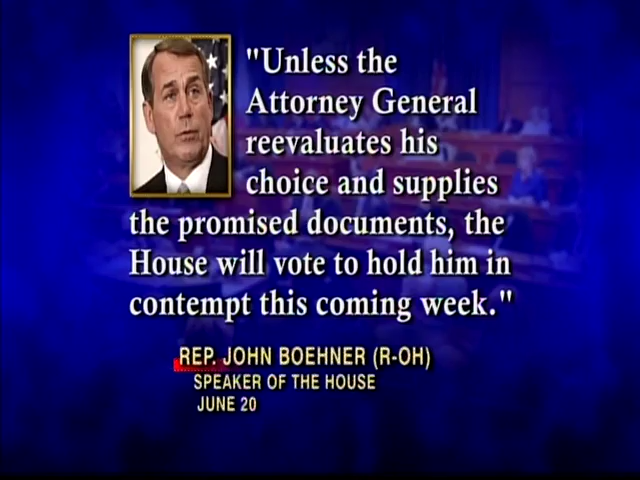 "Unless the
Attorney General
reevaluates his
choice and supplies
the promised documents, the
House will vote to hold him in
contempt this coming week."
REP. JOHN BOEHNER (R-OH)
SPEAKER OF THE HOUSE
JUNE 20